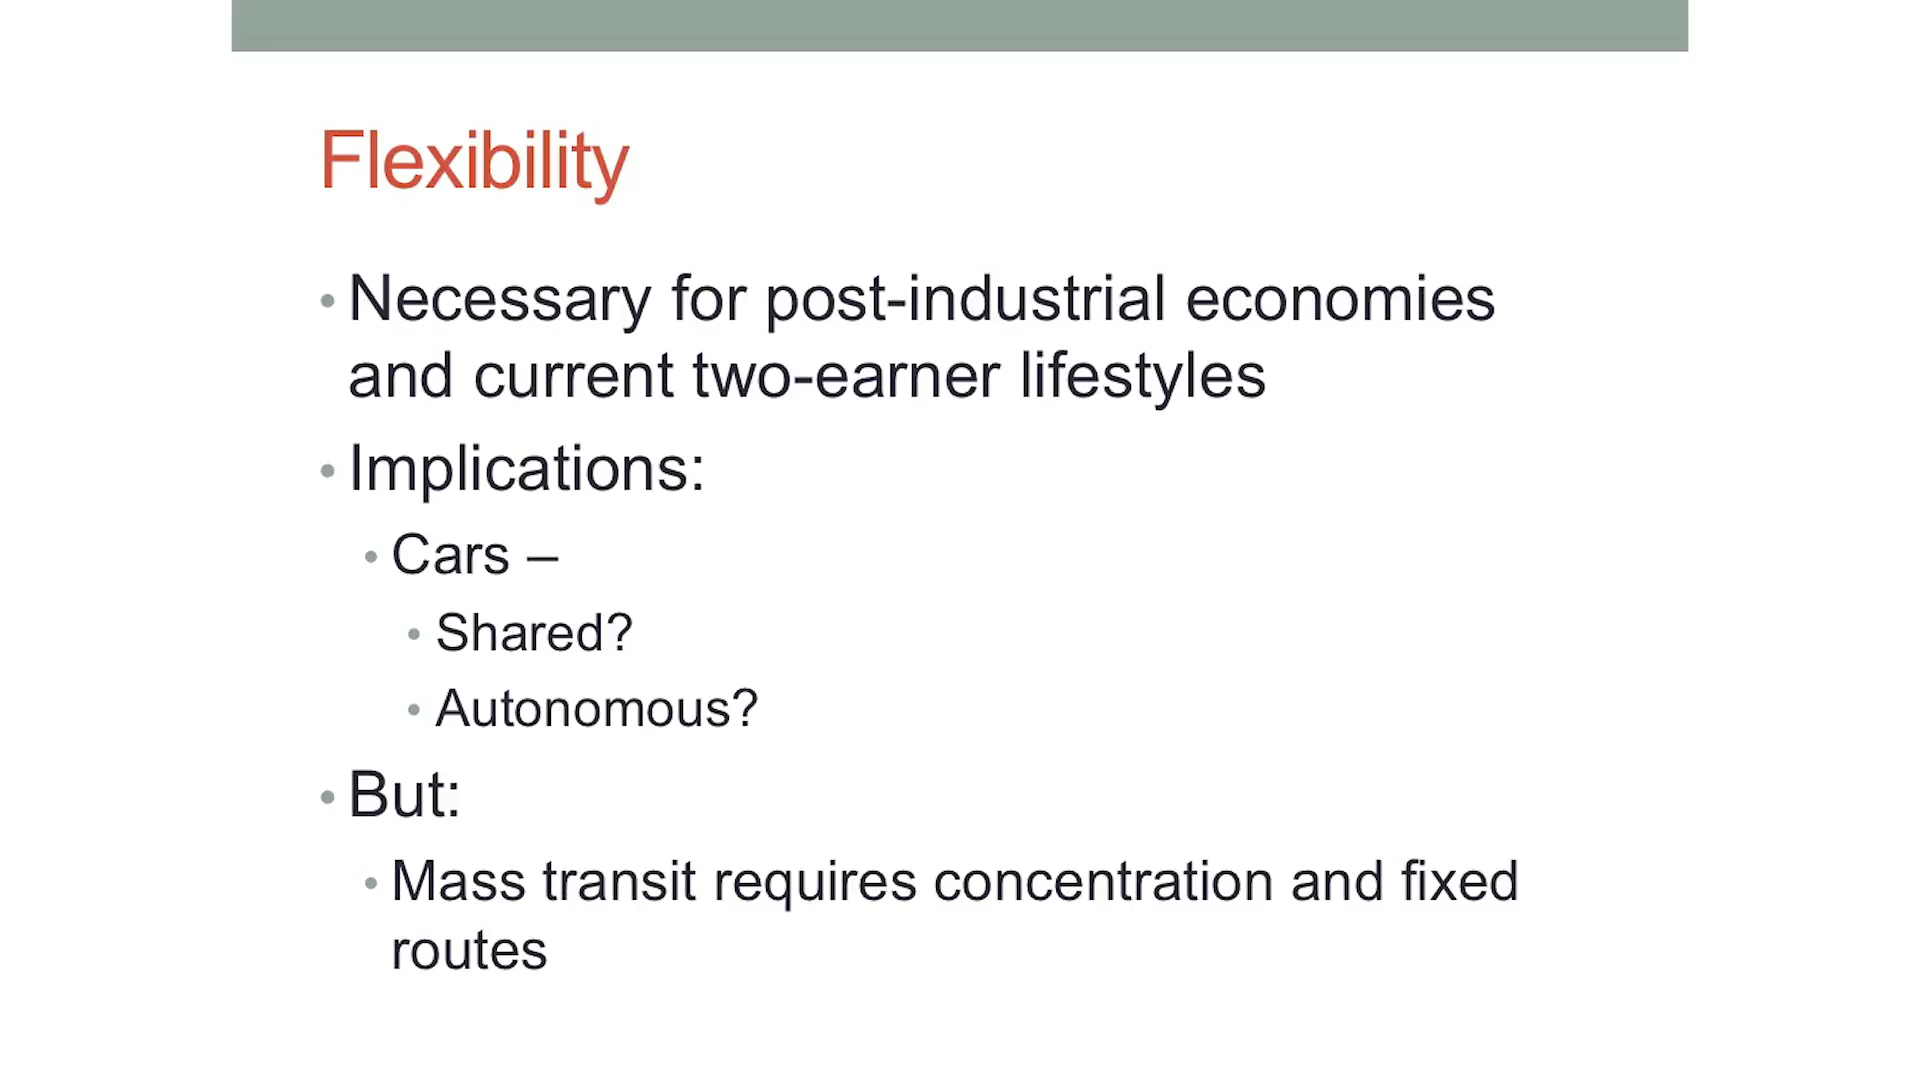 Flexibility
• Necessary for post-industrial economies
and current two-earner lifestyles
• Implications:
• Cars –
• Shared?
• Autonomous?
• But:
• Mass transit requires concentration and fixed
routes